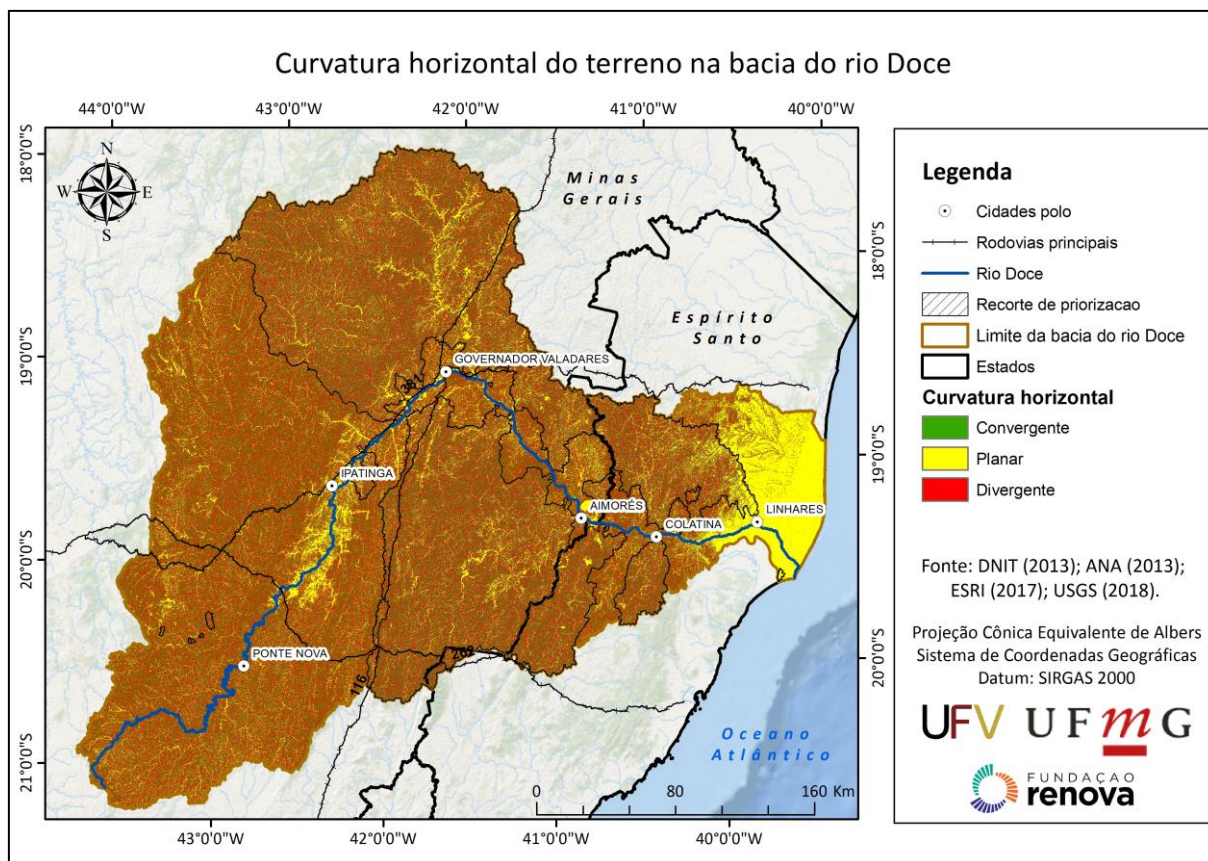 Curvatura horizontal do terreno na bacia do rio Doce
44°0'0"W 43°0'0"W 42°0'0"W 41°0'0"W 40°0'0"W
18°0'0"S
19°0'0"S
20°0'0"S
21°0'0"S
N
W E
S
Minas
Gerais
Espírito
Santo
GOVERNADOR VALADARES
381
IPATINGA
AIMORÉS
COLATINA
LINHARES
PONTE NOVA
116
262
Oceano
Atlântico
0 80 160 Km
18°0'0"S
19°0'0"S
20°0'0"S
43°0'0"W 42°0'0"W 41°0'0"W 40°0'0"W
Legenda
Cidades polo
Rodovias principais
Rio Doce
Recorte de priorizacao
Limite da bacia do rio Doce
Estados
Curvatura horizontal
Convergente
Planar
Divergente
Fonte: DNIT (2013); ANA (2013);
ESRI (2017); USGS (2018).
Projeção Cônica Equivalente de Albers
Sistema de Coordenadas Geográficas
Datum: SIRGAS 2000
UFV UFmG
FUNDAÇÃO
renova